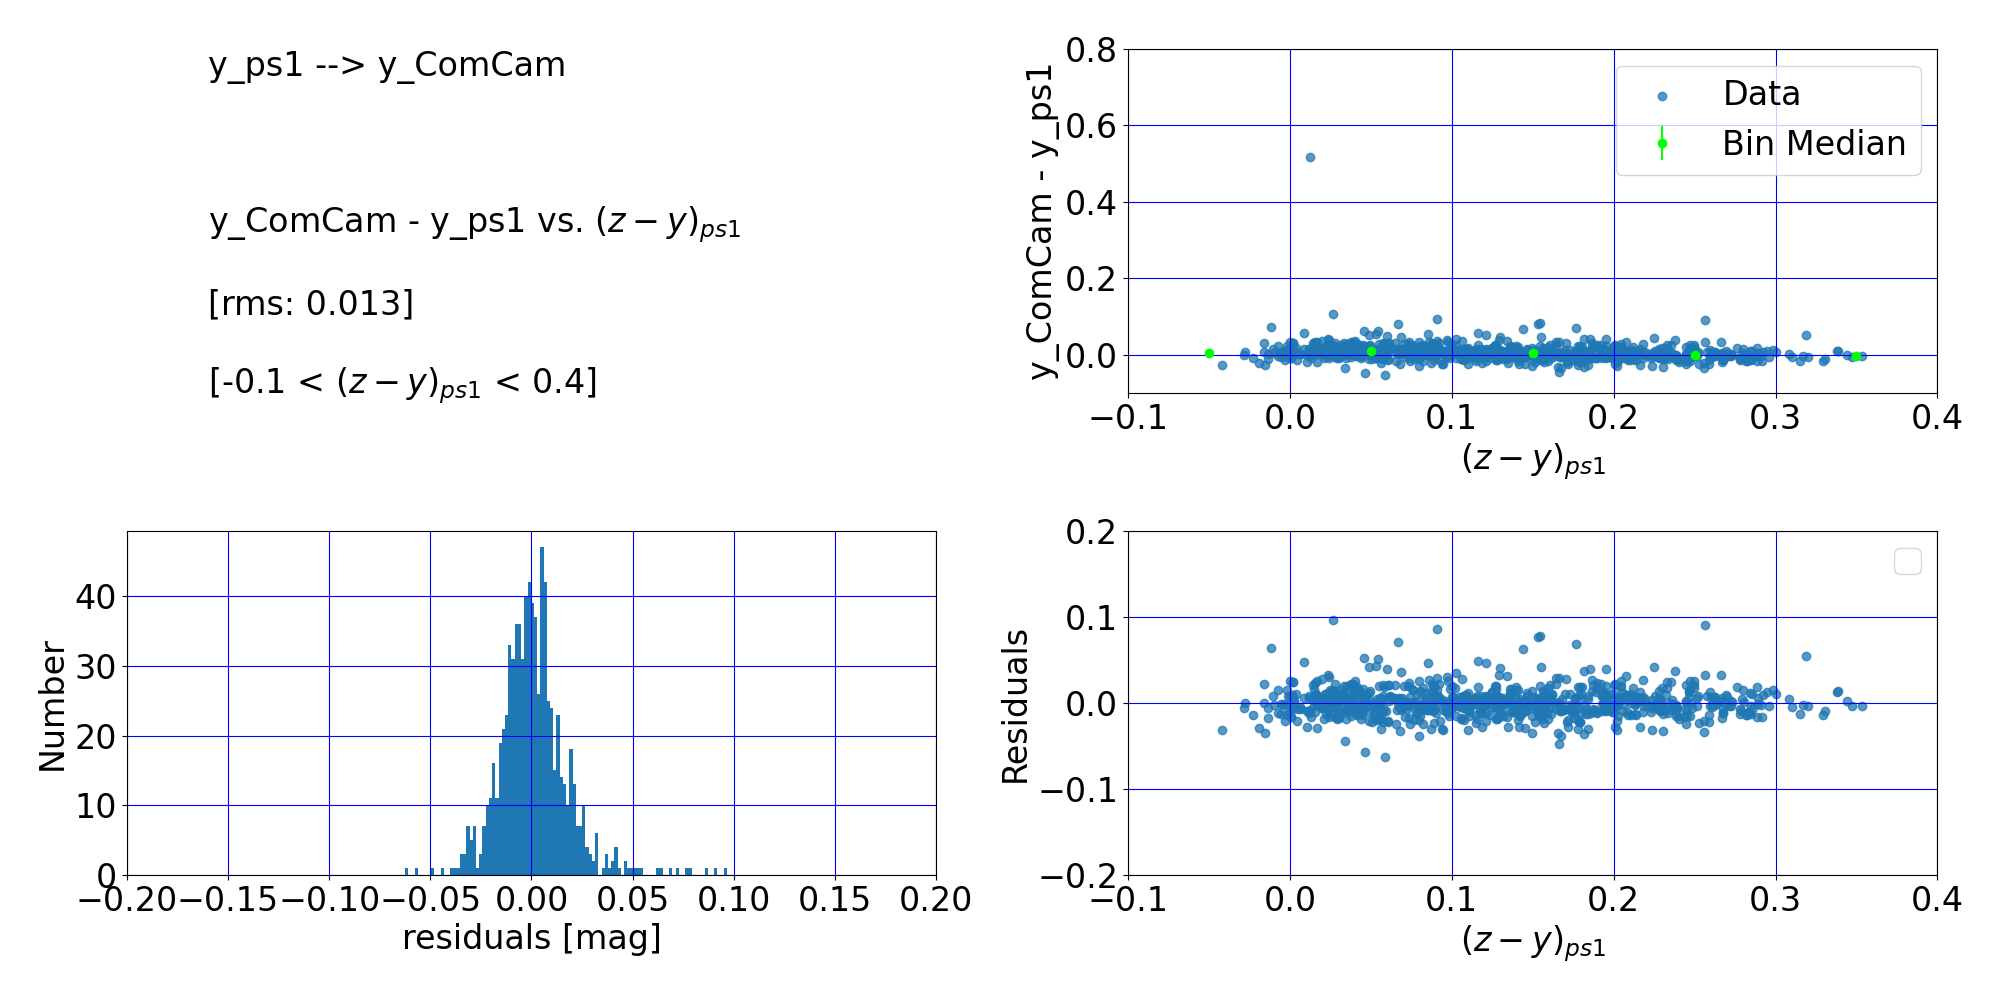 y_ps1 --> y_ComCam
y_ComCam - y_ps1 vs. (z − y)ps1
[rms: 0.013]
[-0.1 < (z − y)ps1 < 0.4]
y_ComCam - y_ps1
0.8
0.6
0.4
0.2
0.0
Data
Bin Median
−0.1 0.0 0.1 0.2 0.3 0.4
(z − y)ps1
Number
40
30
20
10
0
−0.20 −0.15 −0.10 −0.05 0.00 0.05 0.10 0.15 0.20
residuals [mag]
Residuals
0.2
0.1
0.0
−0.1
−0.2
−0.1 0.0 0.1 0.2 0.3 0.4
(z − y)ps1